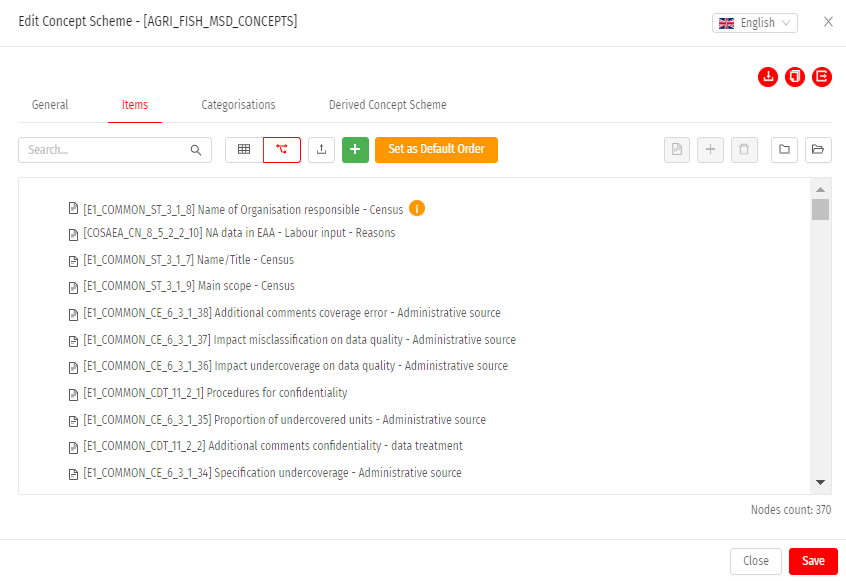 Edit Concept Scheme - [AGRI_FISH_MSD_CONCEPTS]
English
General
Items
Categorisations
Derived Concept Scheme
Search...
Set as Default Order
[E1_COMMON_ST_3_1_8] Name of Organisation responsible - Census
[COSAEA_CN_8_5_2_2_10] NA data in EAA - Labour input - Reasons
[E1_COMMON_ST_3_1_7] Name/Title - Census
[E1_COMMON_ST_3_1_9] Main scope - Census
[E1_COMMON_CE_6_3_1_38] Additional comments coverage error - Administrative source
[E1_COMMON_CE_6_3_1_37] Impact misclassification on data quality - Administrative source
[E1_COMMON_CE_6_3_1_36] Impact undercoverage on data quality - Administrative source
[E1_COMMON_CDT_11_2_1] Procedures for confidentiality
[E1_COMMON_CE_6_3_1_35] Proportion of undercovered units - Administrative source
[E1_COMMON_CDT_11_2_2] Additional comments confidentiality - data treatment
[E1_COMMON_CE_6_3_1_34] Specification undercoverage - Administrative source
Nodes count: 370
Close
Save